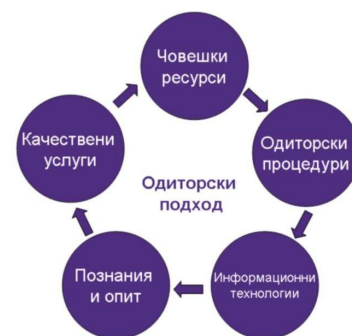 Човешки
ресурси
Одиторски
процедури
Информационни
технологии
Познания
и опит
Качествени
услуги
Одиторски
подход